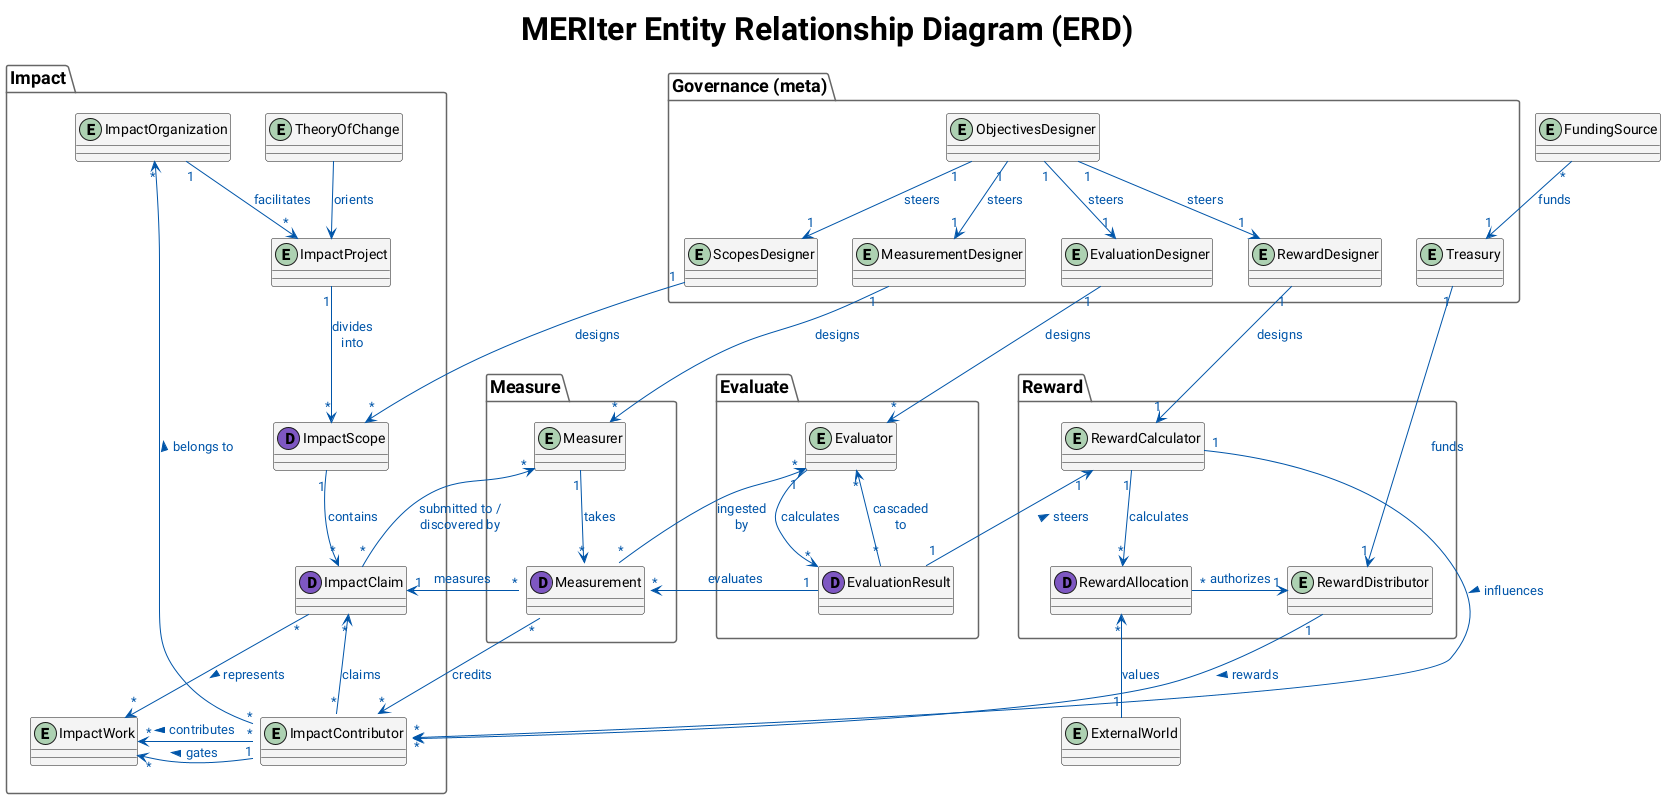 MERIter Entity Relationship Diagram (ERD)
Impact
Governance (meta)
E ImpactOrganization
E TheoryOfChange
E ObjectivesDesigner
E FundingSource
* 1
1 1 1 1
*
facilitates
orients
steers
steers
steers
steers
funds
*
1 1 1 1 1
E ImpactProject
E ScopesDesigner
E MeasurementDesigner
E EvaluationDesigner
E RewardDesigner
E Treasury
1 1 1 1 1 1
divides
into
designs
designs
designs
designs
Measure
Evaluate
Reward
* * * * 1
D ImpactScope
E Measurer
E Evaluator
E RewardCalculator
1
belongs to
funds
* *
1 1 1 * 1 1
contains
submitted to /
discovered by
takes
ingested
by
calculates
cascaded
to
steers
calculates
* * * * * * 1 * 1
D ImpactClaim
1 measures *
D Measurement
* evaluates 1
D EvaluationResult
D RewardAllocation
* authorizes 1
E RewardDistributor
influences
* * * * 1
represents
claims
credits
values
rewards
* * * * 1
E ImpactWork
* contributes *
* gates 1
E ImpactContributor
*
*
E ExternalWorld